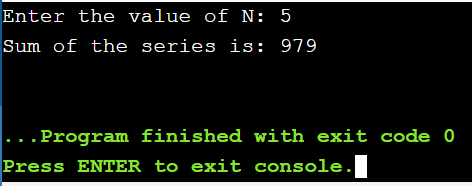 Enter the value of N: 5
Sum of the series is: 979
...Program finished with exit code 0
Press ENTER to exit console.